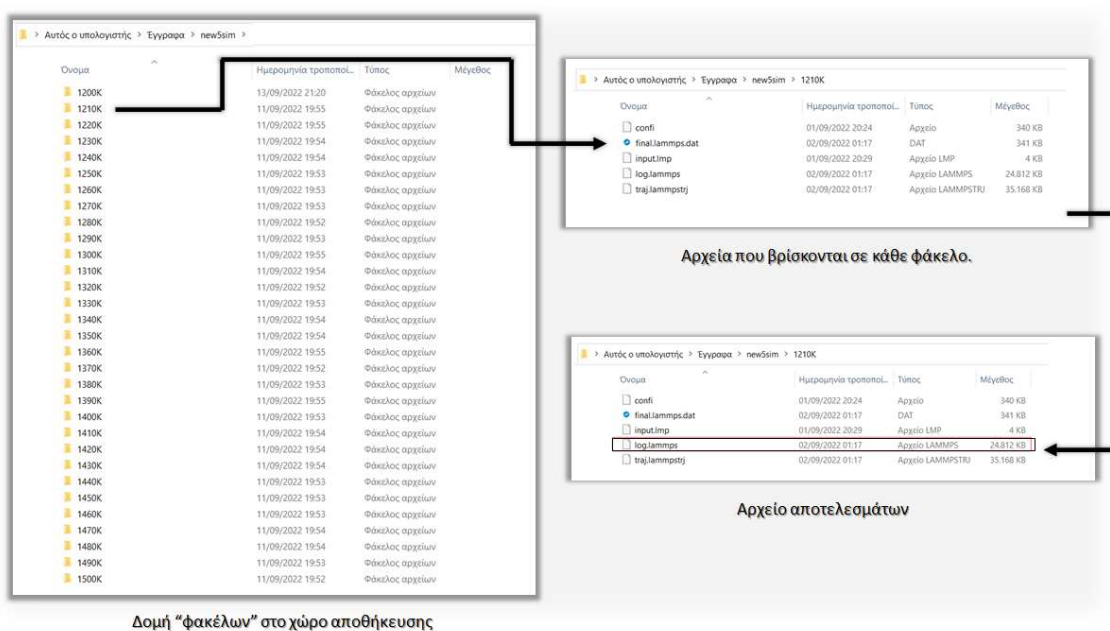 > Αυτός ο υπολογιστής > Έγγραφα > new5sim >
Όνομα Ημερομηνία τροποποί... Τύπος Μέγεθος
1200K 13/09/2022 21:20 Φάκελος αρχείων
1210K 11/09/2022 19:55 Φάκελος αρχείων
1220K 11/09/2022 19:55 Φάκελος αρχείων
1230K 11/09/2022 19:54 Φάκελος αρχείων
1240K 11/09/2022 19:54 Φάκελος αρχείων
1250K 11/09/2022 19:53 Φάκελος αρχείων
1260K 11/09/2022 19:53 Φάκελος αρχείων
1270K 11/09/2022 19:53 Φάκελος αρχείων
1280K 11/09/2022 19:52 Φάκελος αρχείων
1290K 11/09/2022 19:53 Φάκελος αρχείων
1300K 11/09/2022 19:55 Φάκελος αρχείων
1310K 11/09/2022 19:54 Φάκελος αρχείων
1320K 11/09/2022 19:52 Φάκελος αρχείων
1330K 11/09/2022 19:53 Φάκελος αρχείων
1340K 11/09/2022 19:54 Φάκελος αρχείων
1350K 11/09/2022 19:54 Φάκελος αρχείων
1360K 11/09/2022 19:55 Φάκελος αρχείων
1370K 11/09/2022 19:52 Φάκελος αρχείων
1380K 11/09/2022 19:53 Φάκελος αρχείων
1390K 11/09/2022 19:55 Φάκελος αρχείων
1400K 11/09/2022 19:53 Φάκελος αρχείων
1410K 11/09/2022 19:54 Φάκελος αρχείων
1420K 11/09/2022 19:54 Φάκελος αρχείων
1430K 11/09/2022 19:54 Φάκελος αρχείων
1440K 11/09/2022 19:53 Φάκελος αρχείων
1450K 11/09/2022 19:53 Φάκελος αρχείων
1460K 11/09/2022 19:53 Φάκελος αρχείων
1470K 11/09/2022 19:54 Φάκελος αρχείων
1480K 11/09/2022 19:54 Φάκελος αρχείων
1490K 11/09/2022 19:53 Φάκελος αρχείων
1500K 11/09/2022 19:52 Φάκελος αρχείων
Δομή “φακέλων” στο χώρο αποθήκευσης
> Αυτός ο υπολογιστής > Έγγραφα > new5sim > 1210K
Όνομα Ημερομηνία τροποποί... Τύπος Μέγεθος
confi 01/09/2022 20:24 Αρχείο 340 KB
final.lammps.dat 02/09/2022 01:17 DAT 341 KB
input.lmp 01/09/2022 20:29 Αρχείο LMP 4 KB
log.lammps 02/09/2022 01:17 Αρχείο LAMMPS 24.812 KB
traj.lammpstrj 02/09/2022 01:17 Αρχείο LAMMPSTRJ 35.168 KB
Αρχεία που βρίσκονται σε κάθε φάκελο.
> Αυτός ο υπολογιστής > Έγγραφα > new5sim > 1210K
Όνομα Ημερομηνία τροποποί... Τύπος Μέγεθος
confi 01/09/2022 20:24 Αρχείο 340 KB
final.lammps.dat 02/09/2022 01:17 DAT 341 KB
input.lmp 01/09/2022 20:29 Αρχείο LMP 4 KB
log.lammps 02/09/2022 01:17 Αρχείο LAMMPS 24.812 KB
traj.lammpstrj 02/09/2022 01:17 Αρχείο LAMMPSTRJ 35.168 KB
Αρχείο αποτελεσμάτων